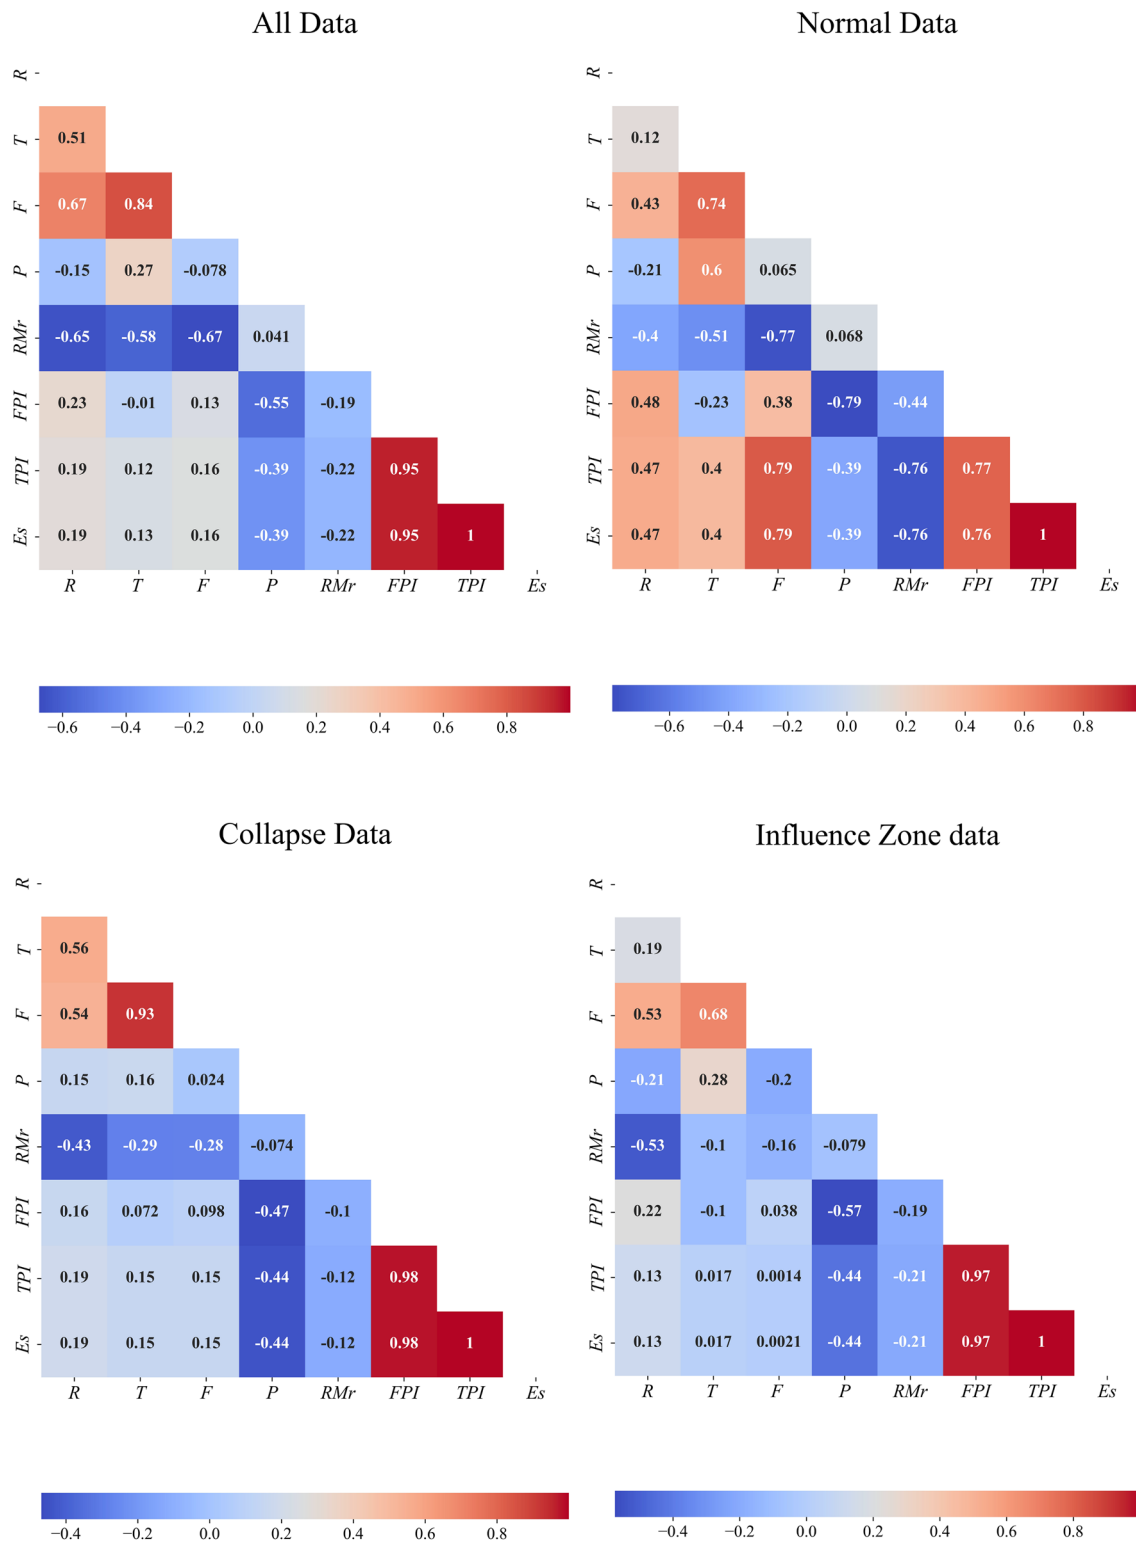 All Data
R
T 0.51
F 0.67 0.84
P -0.15 0.27 -0.078
RMr -0.65 -0.58 -0.67 0.041
FPI 0.23 -0.01 0.13 -0.55 -0.19
TPI 0.19 0.12 0.16 -0.39 -0.22 0.95
Es 0.19 0.13 0.16 -0.39 -0.22 0.95 1
R T F P RMr FPI TPI Es
−0.6 −0.4 −0.2 0.0 0.2 0.4 0.6 0.8
Normal Data
R
T 0.12
F 0.43 0.74
P -0.21 0.6 0.065
RMr -0.4 -0.51 -0.77 0.068
FPI 0.48 -0.23 0.38 -0.79 -0.44
TPI 0.47 0.4 0.79 -0.39 -0.76 0.77
Es 0.47 0.4 0.79 -0.39 -0.76 0.76 1
R T F P RMr FPI TPI Es
−0.6 −0.4 −0.2 0.0 0.2 0.4 0.6 0.8
Collapse Data
R
T 0.56
F 0.54 0.93
P 0.15 0.16 0.024
RMr -0.43 -0.29 -0.28 -0.074
FPI 0.16 0.072 0.098 -0.47 -0.1
TPI 0.19 0.15 0.15 -0.44 -0.12 0.98
Es 0.19 0.15 0.15 -0.44 -0.12 0.98 1
R T F P RMr FPI TPI Es
−0.4 −0.2 0.0 0.2 0.4 0.6 0.8
Influence Zone data
R
T 0.19
F 0.53 0.68
P -0.21 0.28 -0.2
RMr -0.53 -0.1 -0.16 -0.079
FPI 0.22 -0.1 0.038 -0.57 -0.19
TPI 0.13 0.017 0.0014 -0.44 -0.21 0.97
Es 0.13 0.017 0.0021 -0.44 -0.21 0.97 1
R T F P RMr FPI TPI Es
−0.4 −0.2 0.0 0.2 0.4 0.6 0.8